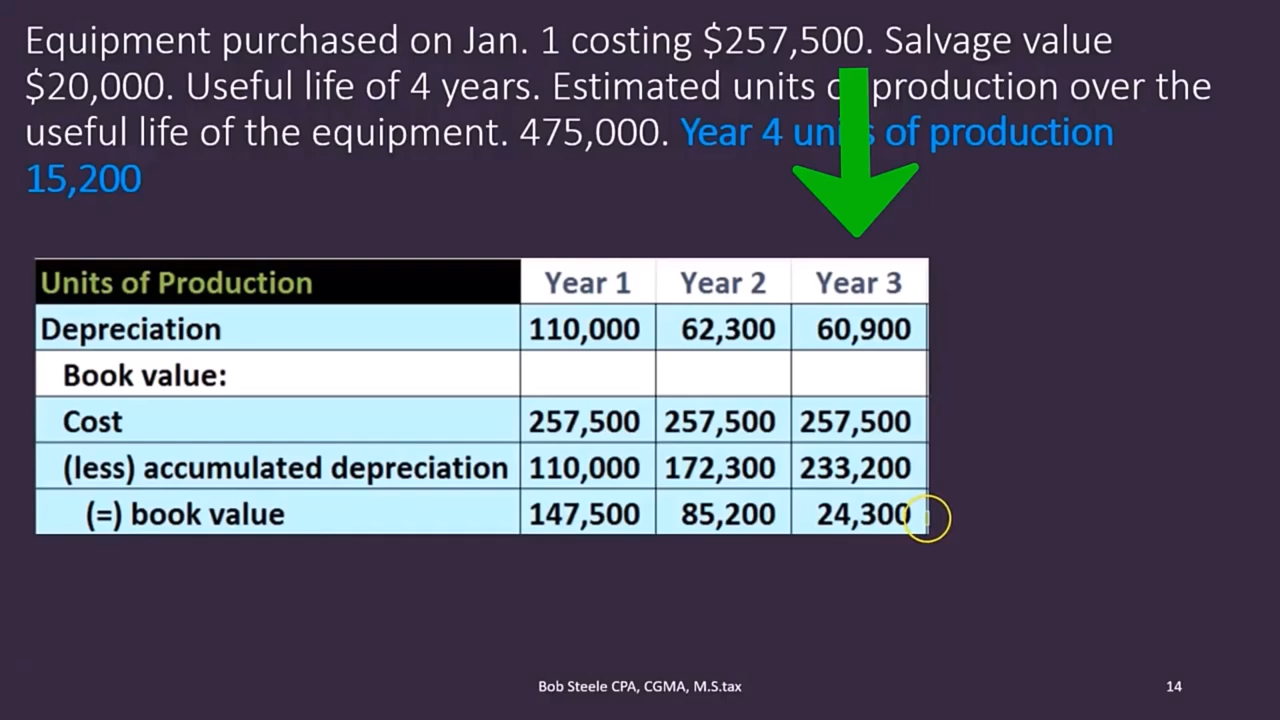 Equipment purchased on Jan. 1 costing $257,500. Salvage value
$20,000. Useful life of 4 years. Estimated units production over the
useful life of the equipment. 475,000. Year 4 of production
15,200
Units of Production Year 1 Year 2 Year 3
Depreciation 110,000 62,300 60,900
Book value:
Cost 257,500 257,500 257,500
(less) accumulated depreciation 110,000 172,300 233,200
(=) book value 147,500 85,200 24,300
Bob Steele CPA, CGMA, M.S.tax 14